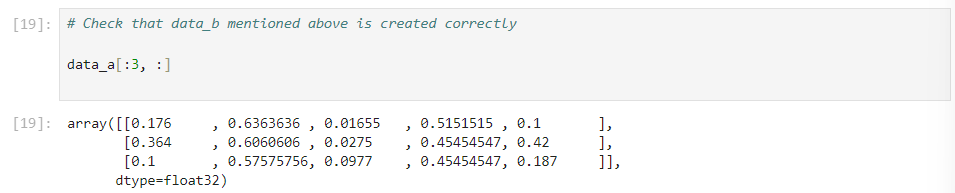 [19]: # Check that data_b mentioned above is created correctly
data_a[:3, :]
[19]: array([[0.176     , 0.6363636 , 0.01655   , 0.5151515 , 0.1       ],
[0.364     , 0.6060606 , 0.0275    , 0.45454547, 0.42      ],
[0.1       , 0.57575756, 0.0977    , 0.45454547, 0.187     ]],
dtype=float32)